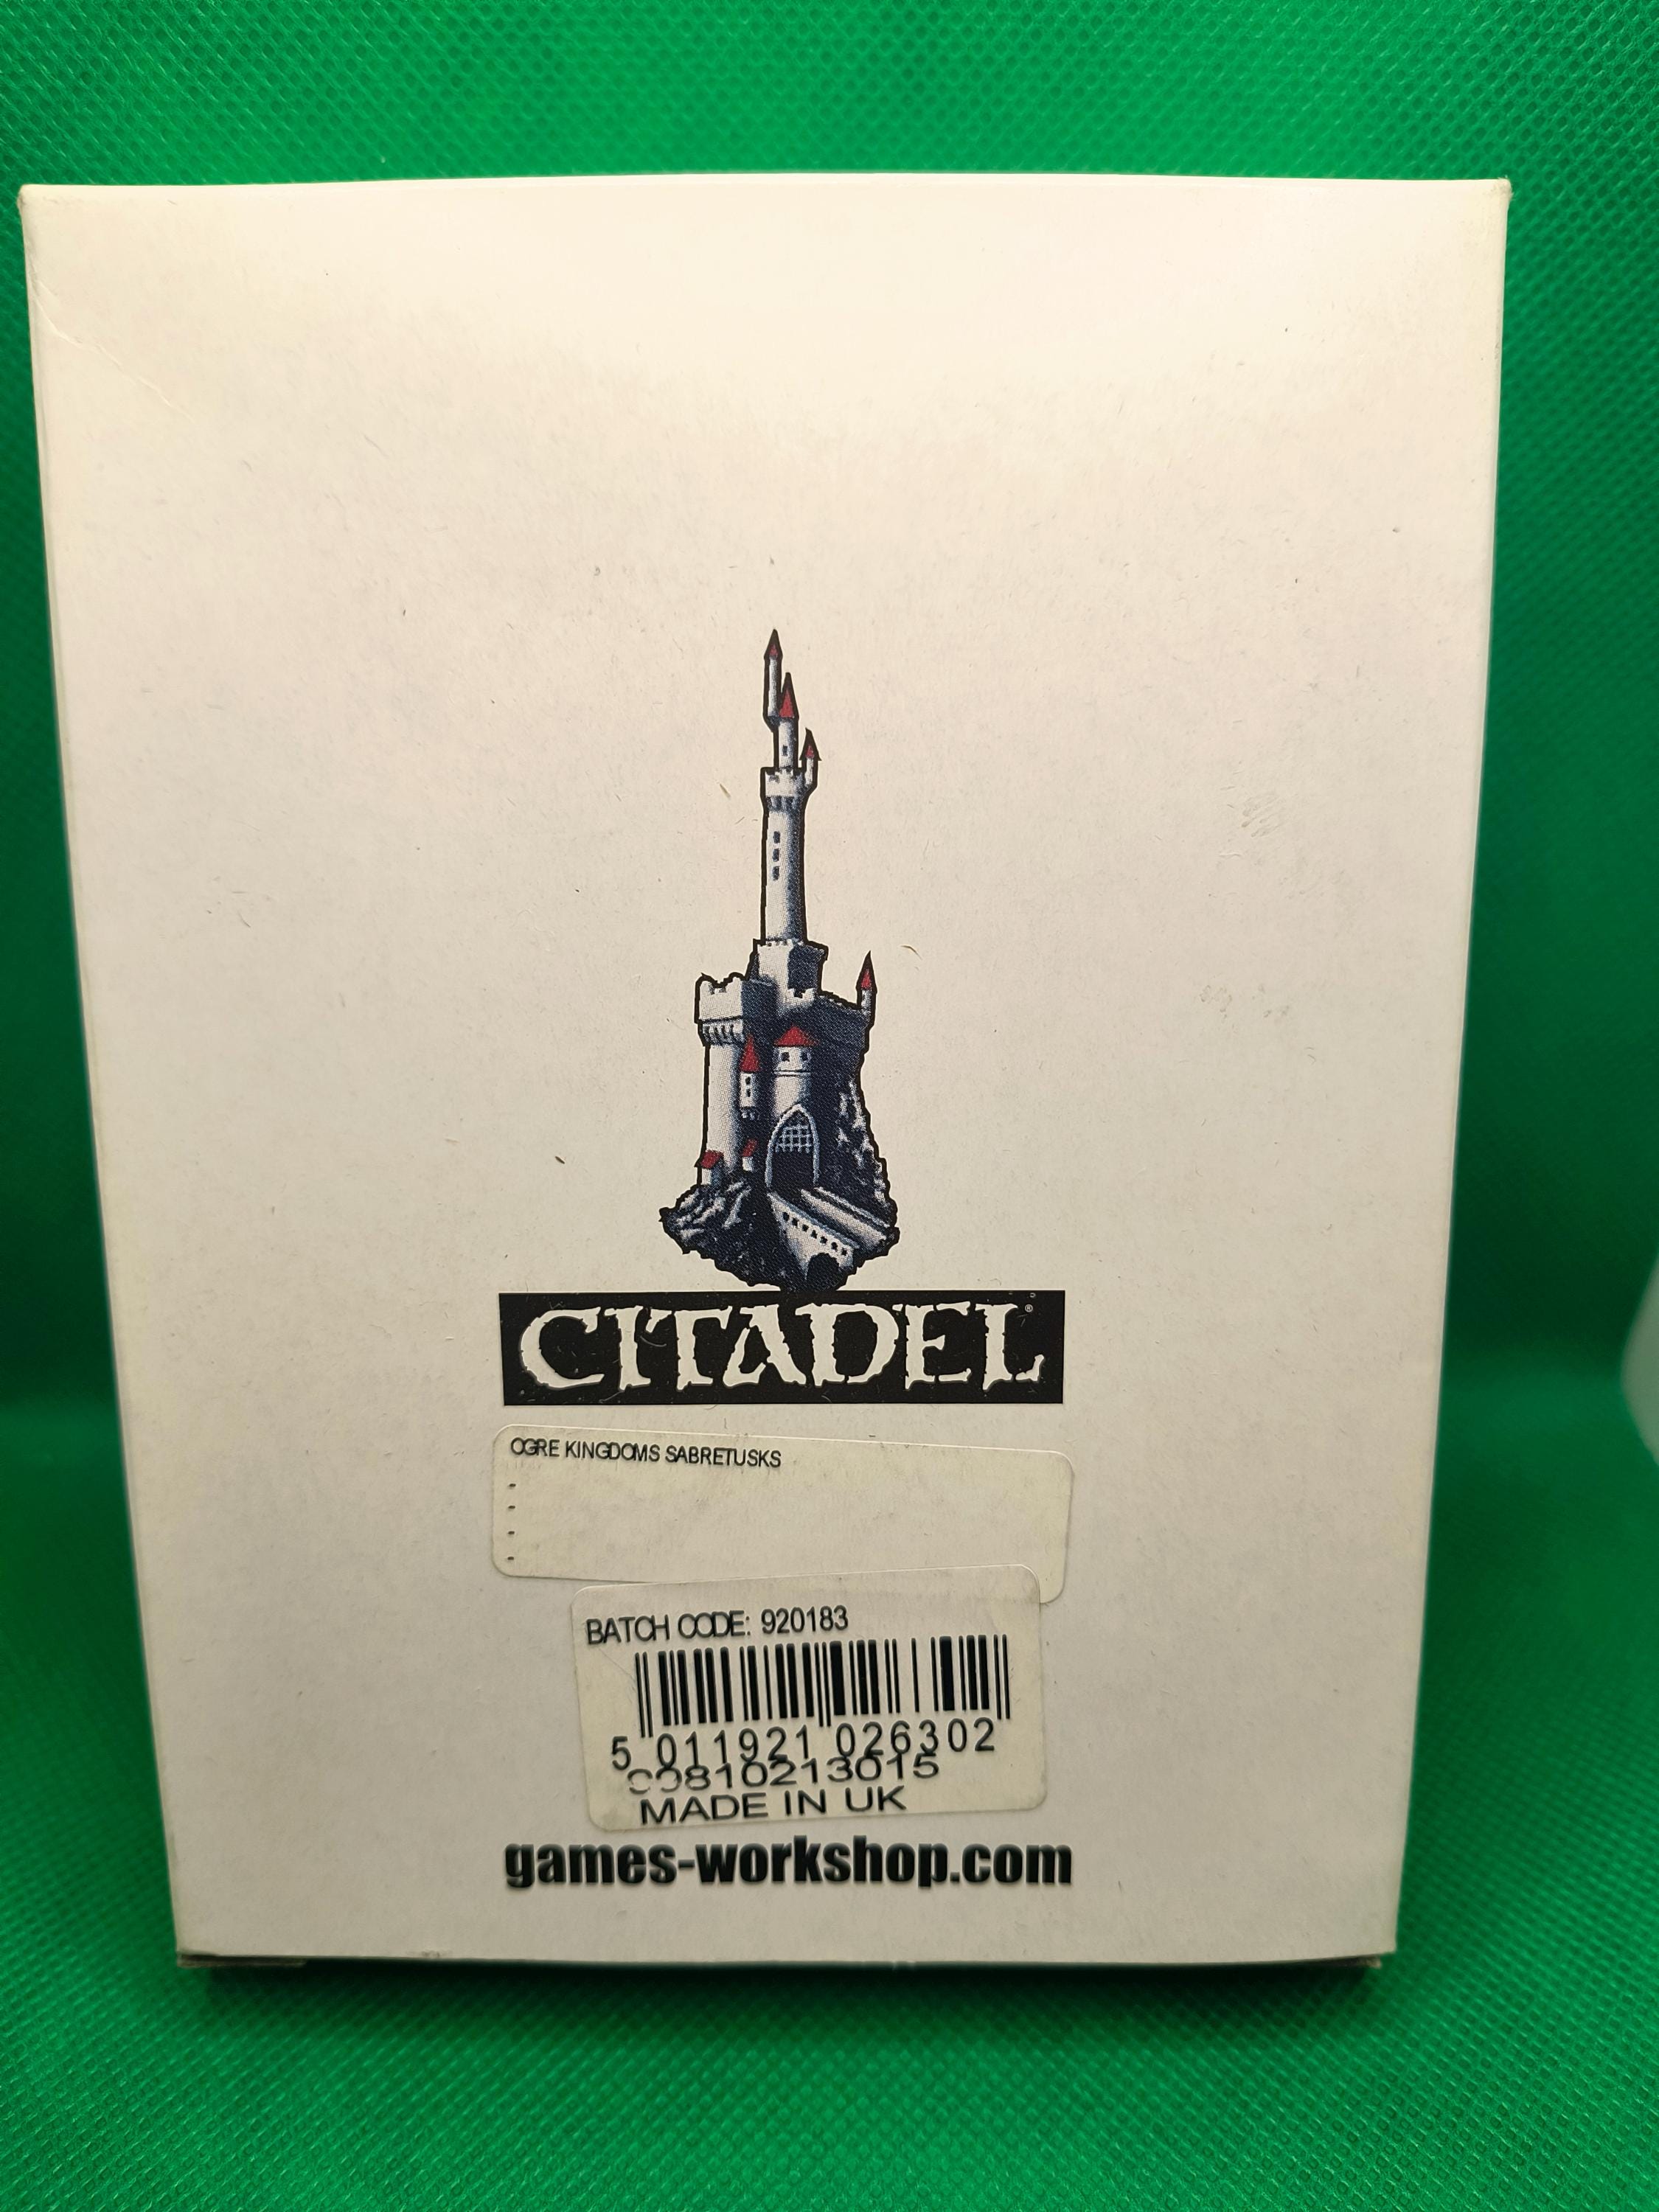 CITADEL®
OGRE KINGDOMS SABRETUSKS
-
-
-
-
BATCH CODE: 920183
5 011921 026302
MADE IN UK
games-workshop.com